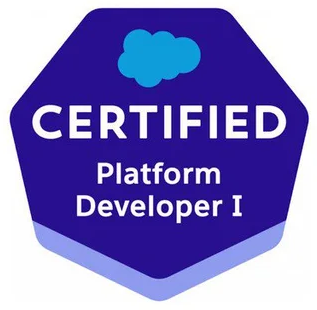 CERTIFIED
Platform
Developer I